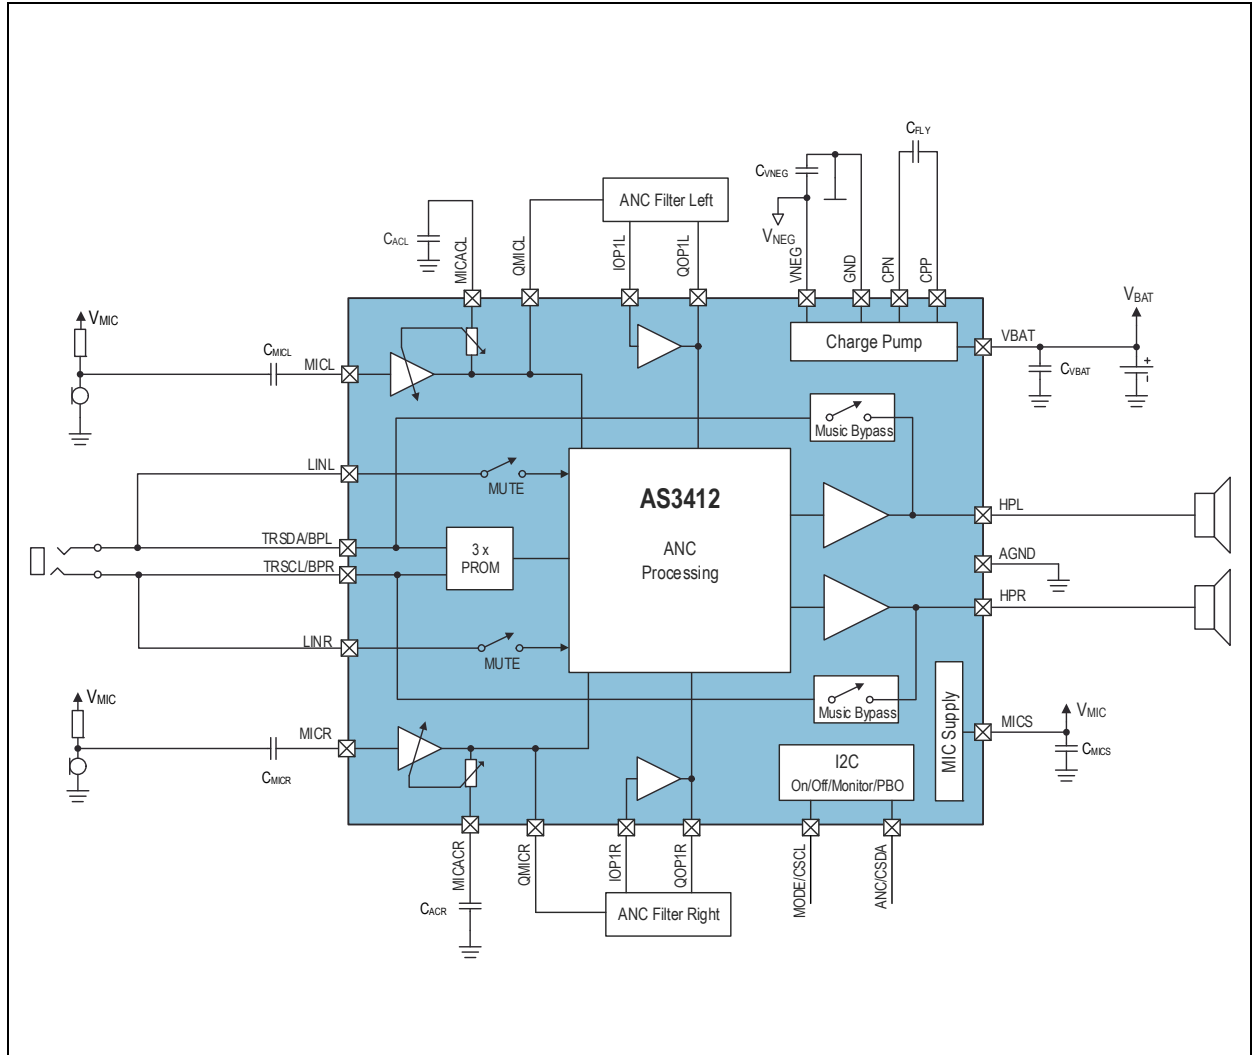 CFLY
CVNEG
ANC Filter Left
VNEG
CACL
MICACL
QMICL
IOP1L
QOP1L
VNEG
GND
CPN
CPP
VBAT
VMIC
CMICL
MICL
Charge Pump
VBAT
CVBAT
+
-
Music Bypass
LINL
MUTE
AS3412
ANC
Processing
HPL
TRSDA/BPL
3 x
PROM
TRSCL/BPR
AGND
HPR
LINR
MUTE
VMIC
Music Bypass
MIC Supply
MICS
VMIC
MICR
CMICR
CMICS
I2C
On/Off/Monitor/PBO
MICACR
QMICR
IOP1R
QOP1R
MODE/CSCL
ANC/CSDA
CACR
ANC Filter Right